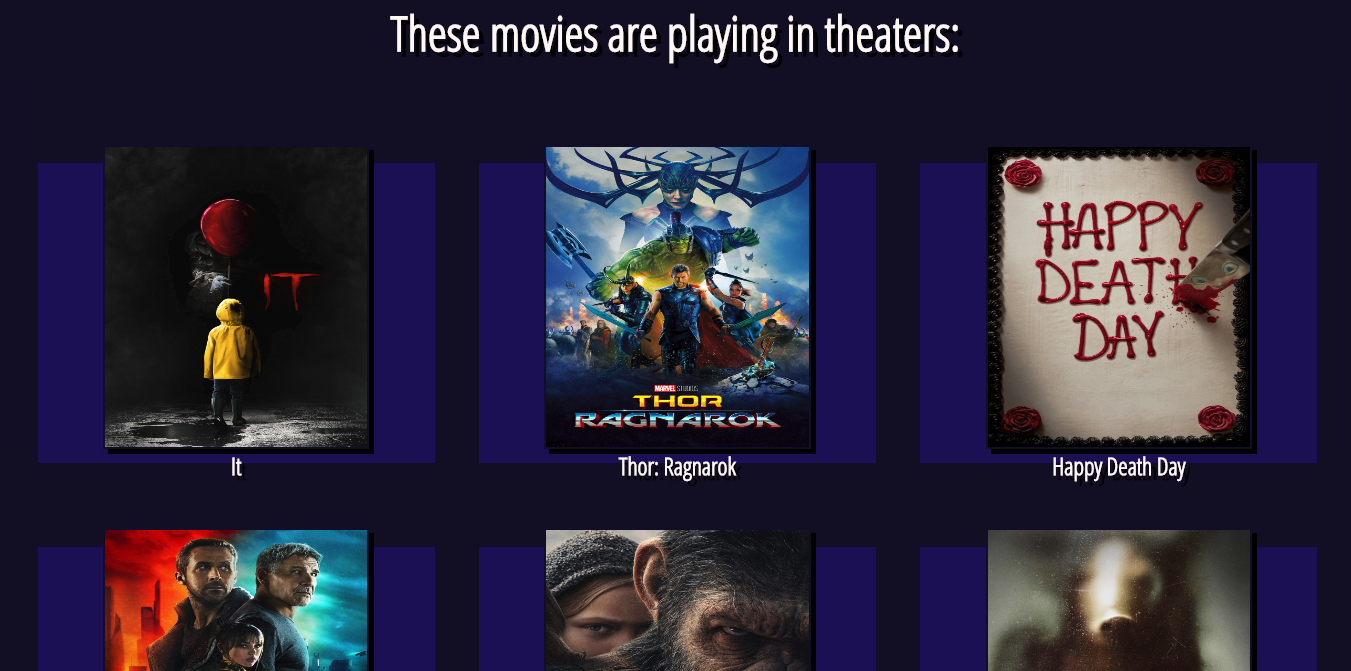 These movies are playing in theaters:
IT
MARVEL STUDIOS
THOR
RAGNAROK
HAPPY
DEATH
DAY
It
Thor: Ragnarok
Happy Death Day